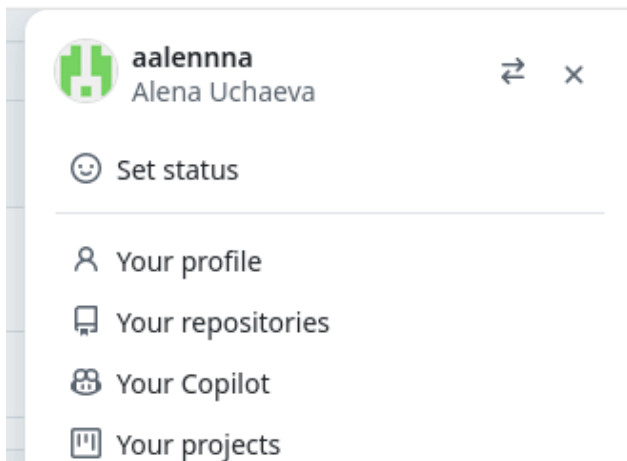 aalennna
Alena Uchaeva
Set status
Your profile
Your repositories
Your Copilot
Your projects